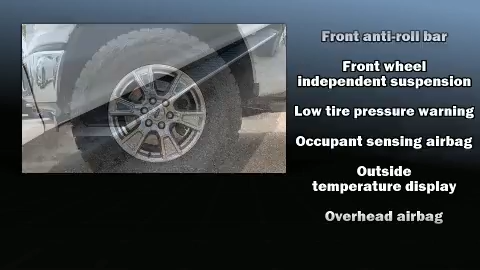 Front anti-roll bar
Front wheel
independent suspension
Low tire pressure warning
Occupant sensing airbag
Outside
temperature display
Overhead airbag